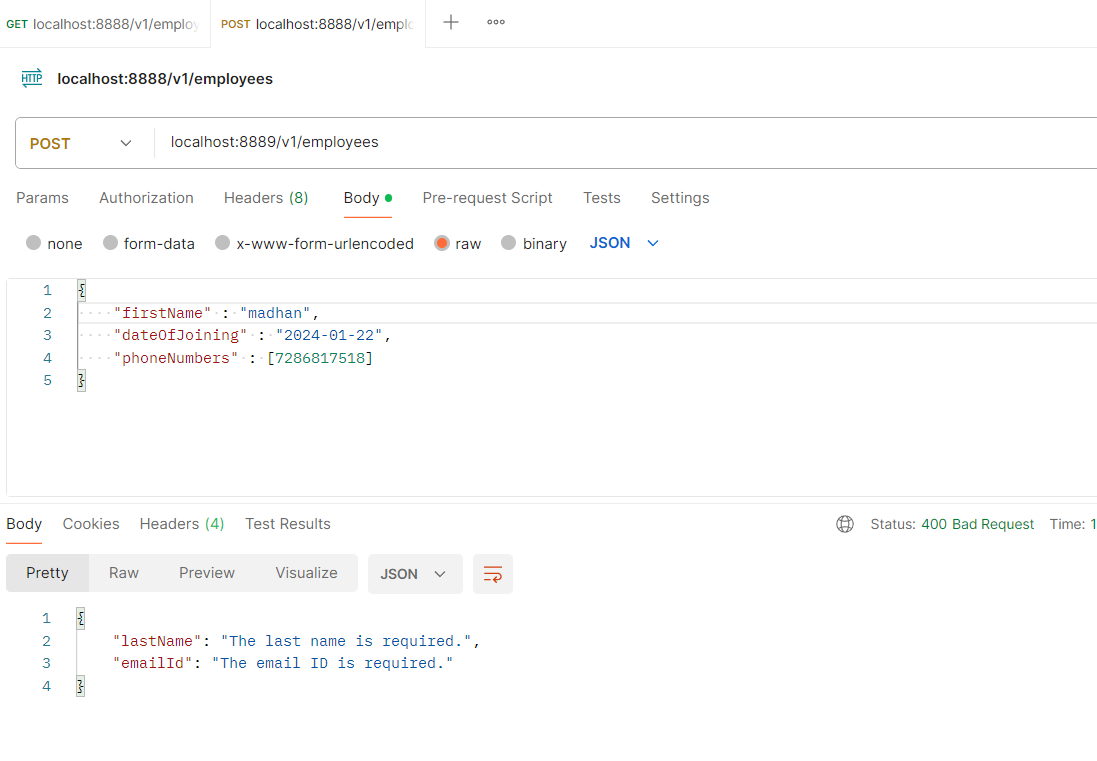 GET localhost:8888/v1/employ POST localhost:8888/v1/empl
HTTP localhost:8888/v1/employees
POST localhost:8889/v1/employees
Params Authorization Headers (8) Body Pre-request Script Tests Settings
none form-data x-www-form-urlencoded raw binary JSON
1 {
2 "firstName" : "madhan",
3 "dateOfJoining" : "2024-01-22",
4 "phoneNumbers" : [7286817518]
5 }
Body Cookies Headers (4) Test Results Status: 400 Bad Request Time: 1
Pretty Raw Preview Visualize JSON
1 {
2 "lastName": "The last name is required.",
3 "emailId": "The email ID is required."
4 }